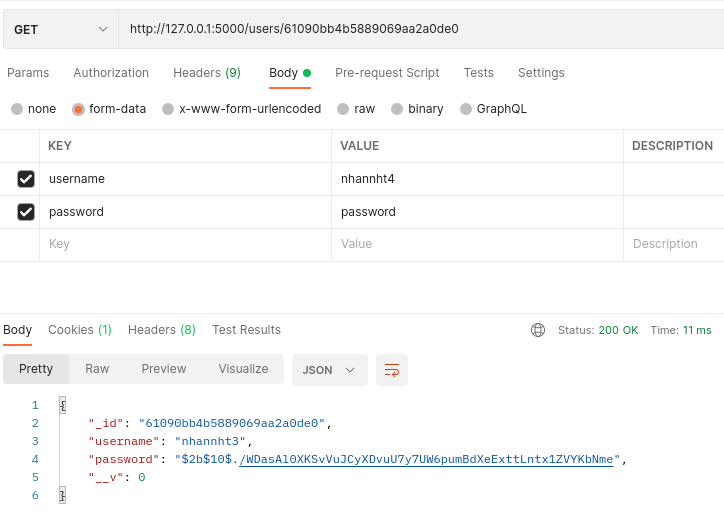 GET http://127.0.0.1:5000/users/61090bb4b5889069aa2a0de0
Params Authorization Headers (9) Body Pre-request Script Tests Settings
none form-data x-www-form-urlencoded raw binary GraphQL
KEY VALUE DESCRIPTION
username nhannht4
password password
Key Value Description
Body Cookies (1) Headers (8) Test Results Status: 200 OK Time: 11 ms
Pretty Raw Preview Visualize JSON
1 {
2 "_id": "61090bb4b5889069aa2a0de0",
3 "username": "nhannht3",
4 "password": "$2b$10$./WDasAl0XKSvVuJCyXDvuU7y7UW6pumBdXeExttLntx1ZVYKbNme",
5 "__v": 0
6 }